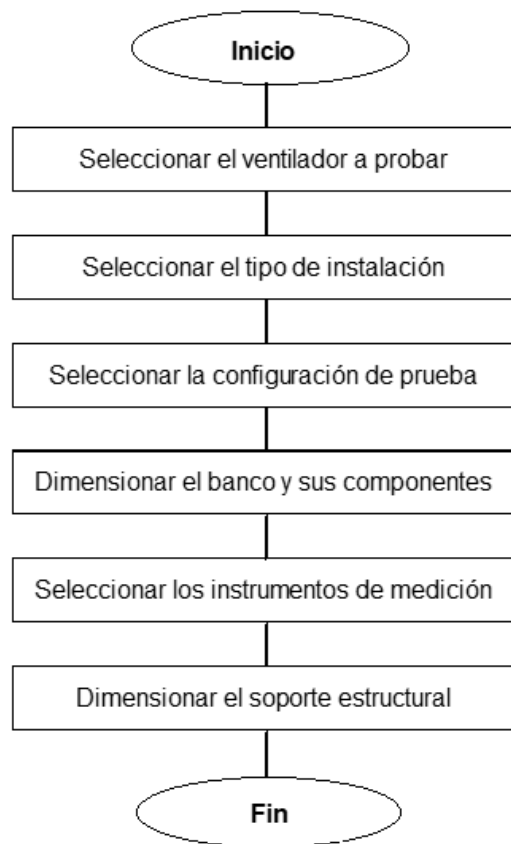 Inicio
Seleccionar el ventilador a probar
Seleccionar el tipo de instalación
Seleccionar la configuración de prueba
Dimensionar el banco y sus componentes
Seleccionar los instrumentos de medición
Dimensionar el soporte estructural
Fin